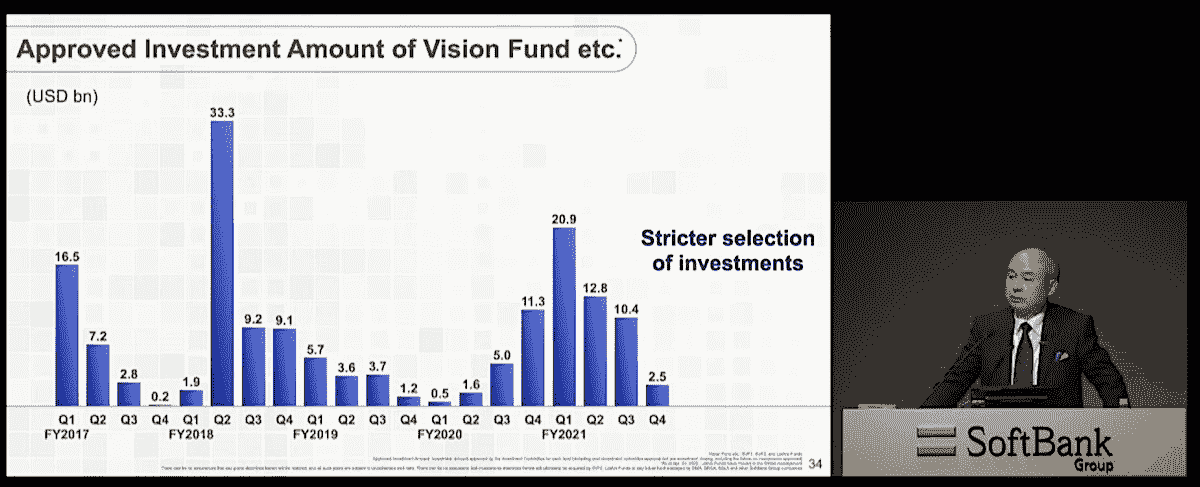 Approved Investment Amount of Vision Fund etc.*
(USD bn)
33.3
20.9
16.5
Stricter selection
of investments
12.8
11.3
10.4
9.2
9.1
7.2
5.7
5.0
3.6
3.7
2.8
2.5
1.9
1.6
1.2
0.5
0.2
Q1 Q2 Q3 Q4 Q1 Q2 Q3 Q4 Q1 Q2 Q3 Q4 Q1 Q2 Q3 Q4 Q1 Q2 Q3 Q4
FY2017 FY2018 FY2019 FY2020 FY2021
34
SoftBank
Group